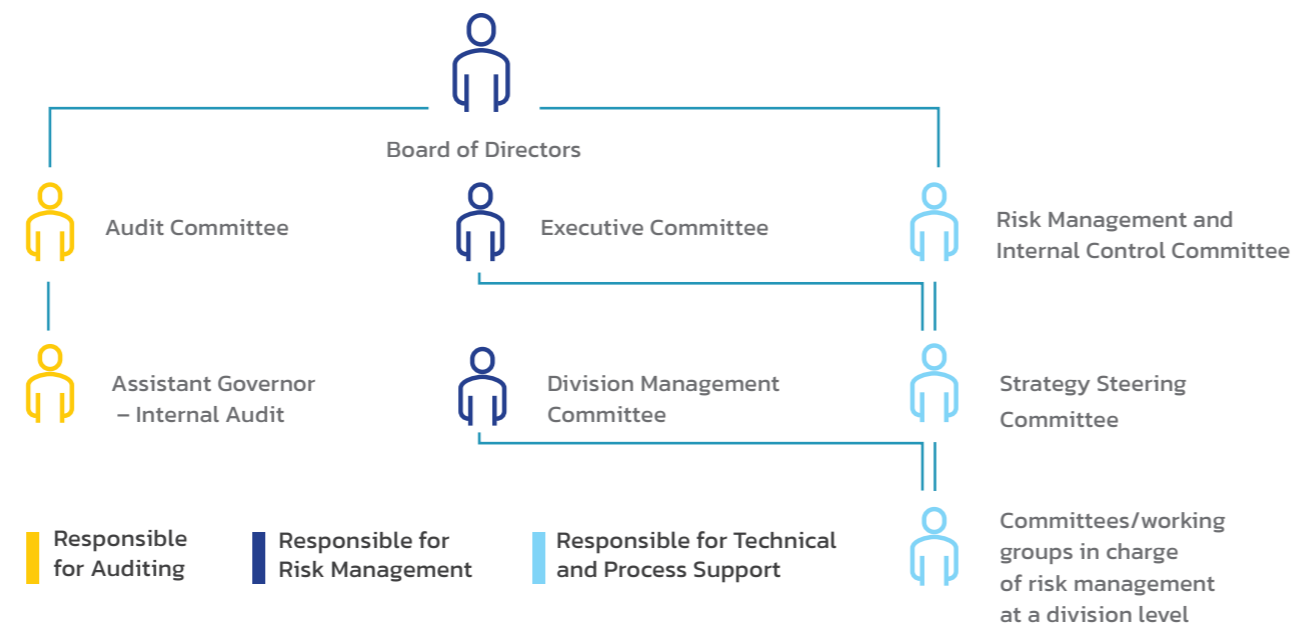 Board of Directors
Audit Committee
Executive Committee
Risk Management and
Internal Control Committee
Assistant Governor
– Internal Audit
Division Management
Committee
Strategy Steering
Committee
Responsible
for Auditing
Responsible for
Risk Management
Responsible for Technical
and Process Support
Committees/working
groups in charge
of risk management
at a division level